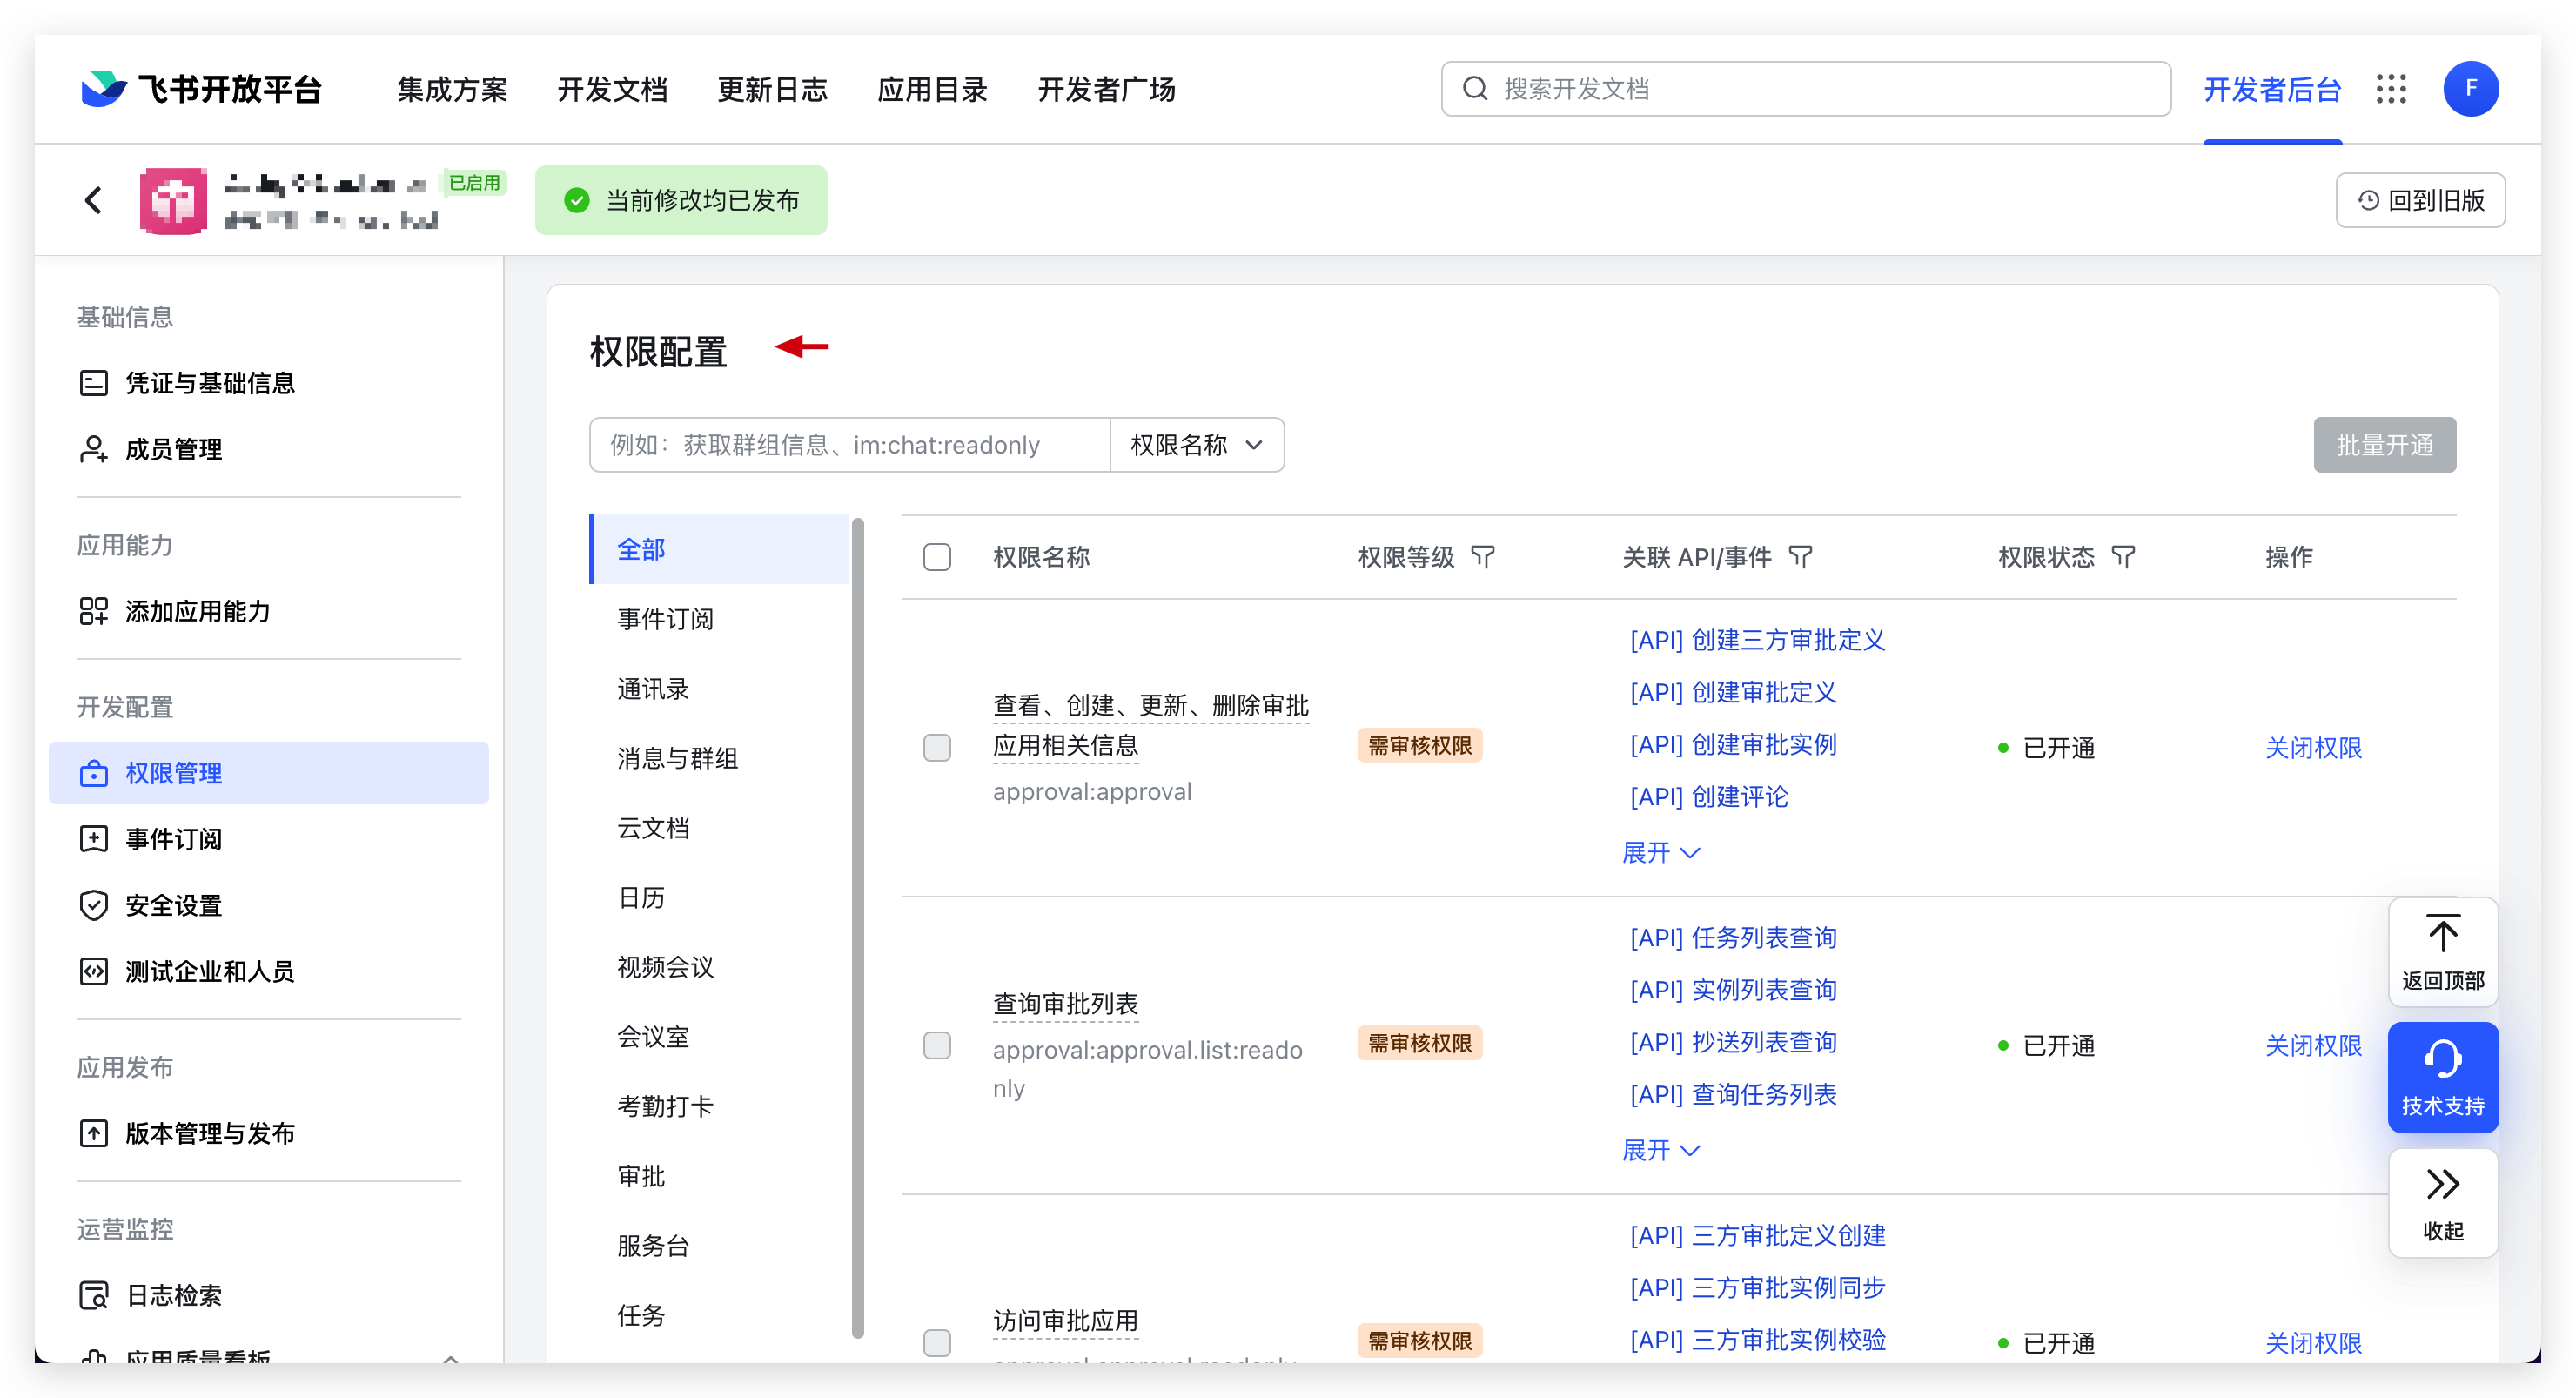 飞书开放平台
集成方案
开发文档
更新日志
应用目录
开发者广场
搜索开发文档
开发者后台
F
已启用
当前修改均已发布
回到旧版
基础信息
凭证与基础信息
成员管理
应用能力
添加应用能力
开发配置
权限管理
事件订阅
安全设置
测试企业和人员
应用发布
版本管理与发布
运营监控
日志检索
应用质量看板
权限配置
例如：获取群组信息、im:chat:readonly
权限名称
批量开通
全部
事件订阅
通讯录
消息与群组
云文档
日历
视频会议
会议室
考勤打卡
审批
服务台
任务
权限名称
权限等级
关联 API/事件
权限状态
操作
查看、创建、更新、删除审批
应用相关信息
approval:approval
需审核权限
[API] 创建三方审批定义
[API] 创建审批定义
[API] 创建审批实例
[API] 创建评论
展开
已开通
关闭权限
查询审批列表
approval:approval.list:reado
nly
需审核权限
[API] 任务列表查询
[API] 实例列表查询
[API] 抄送列表查询
[API] 查询任务列表
展开
已开通
关闭权限
访问审批应用
approval:approval:readonly
需审核权限
[API] 三方审批定义创建
[API] 三方审批实例同步
[API] 三方审批实例校验
已开通
关闭权限
返回顶部
技术支持
收起